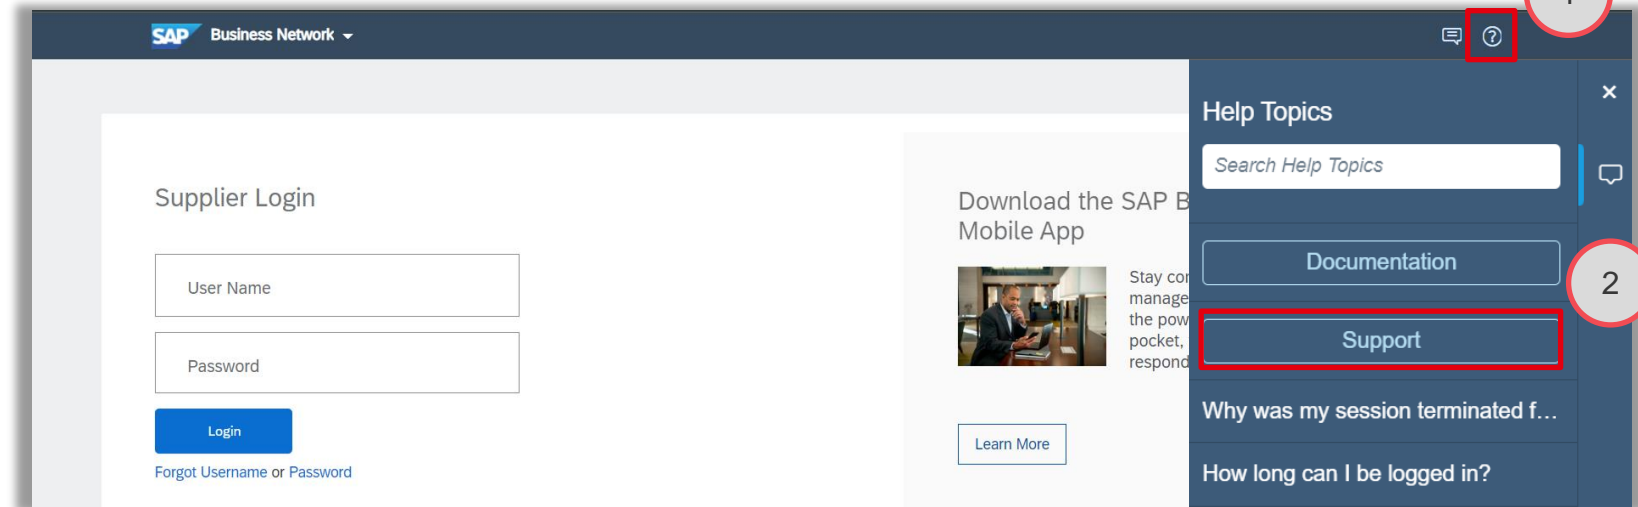 SAP Business Network
Help Topics
Search Help Topics
Supplier Login
Download the SAP B
Mobile App
User Name
Documentation
2
Stay con
manage
the pow
pocket,
respond
Support
Password
Login
Why was my session terminated f...
Learn More
Forgot Username or Password
How long can I be logged in?